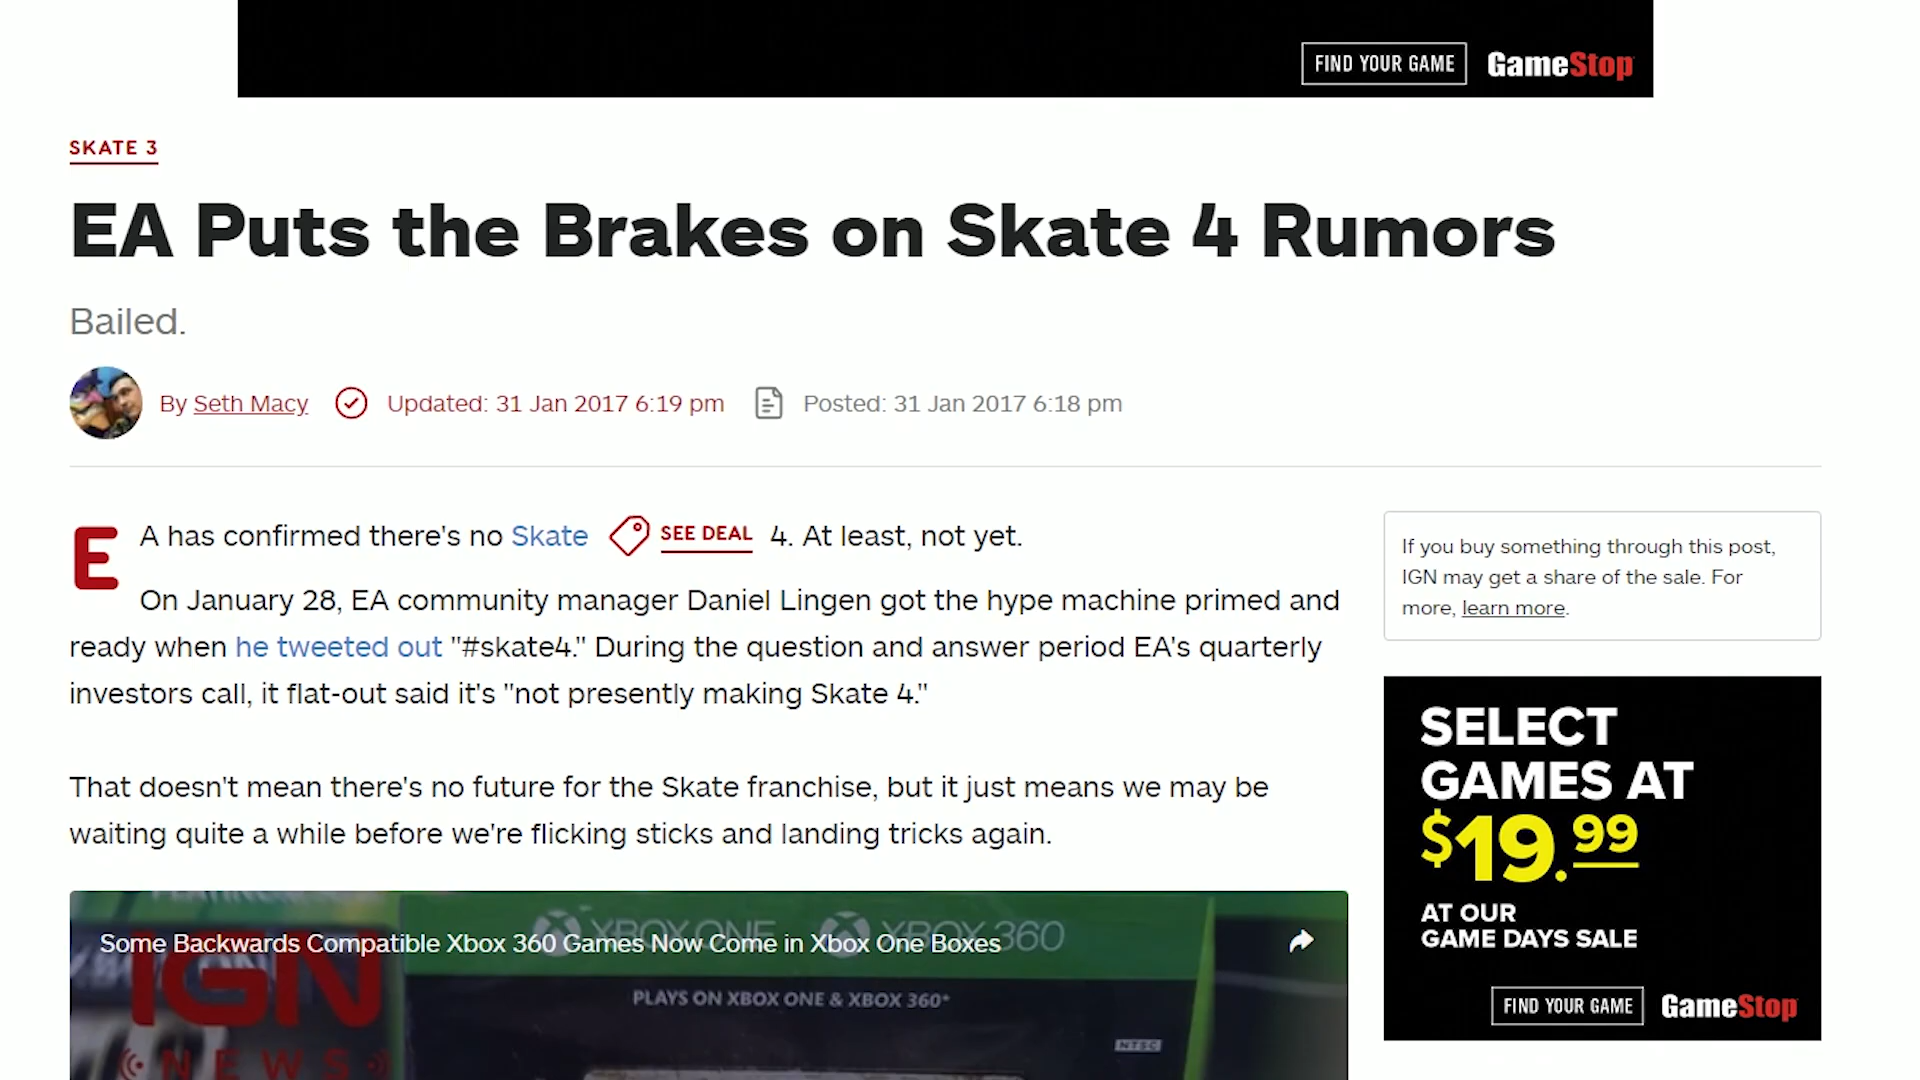 FIND YOUR GAME GameStop
SKATE 3
EA Puts the Brakes on Skate 4 Rumors
Bailed.
By Seth Macy Updated: 31 Jan 2017 6:19 pm Posted: 31 Jan 2017 6:18 pm
EA has confirmed there's no Skate SEE DEAL 4. At least, not yet.
On January 28, EA community manager Daniel Lingen got the hype machine primed and
ready when he tweeted out "#skate4." During the question and answer period EA's quarterly
investors call, it flat-out said it's "not presently making Skate 4."
That doesn't mean there's no future for the Skate franchise, but it just means we may be
waiting quite a while before we're flicking sticks and landing tricks again.
If you buy something through this post,
IGN may get a share of the sale. For
more, learn more.
SELECT
GAMES AT
$19.99
AT OUR
GAME DAYS SALE
FIND YOUR GAME GameStop
XBOX ONE XBOX 360
Some Backwards Compatible Xbox 360 Games Now Come in Xbox One Boxes
IGN
NEWS
PLAYS ON XBOX ONE & XBOX 360*
NTSC